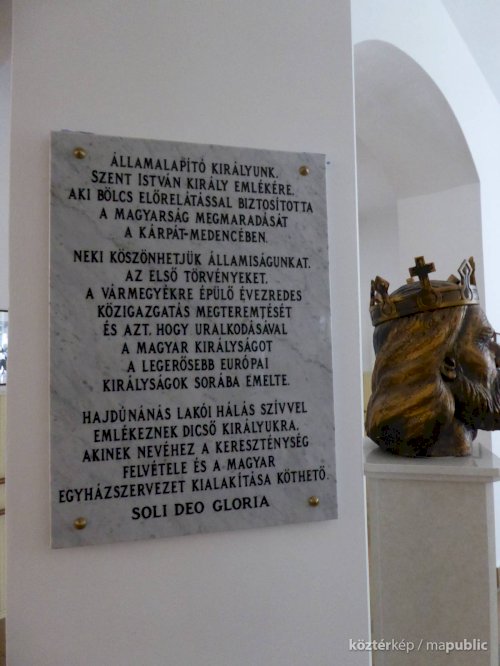 ÁLLAMALAPÍTÓ KIRÁLYUNK,
SZENT ISTVÁN KIRÁLY EMLÉKÉRE,
AKI BÖLCS ELŐRELÁTÁSSAL BIZTOSÍTOTTA
A MAGYARSÁG MEGMARADÁSÁT
A KÁRPÁT-MEDENCÉBEN.
NEKI KÖSZÖNHETJÜK ÁLLAMISÁGUNKAT,
AZ ELSŐ TÖRVÉNYEKET,
A VÁRMEGYÉKRE ÉPÜLŐ ÉVEZREDES
KÖZIGAZGATÁS MEGTEREMTÉSÉT
ÉS AZT, HOGY URALKODÁSÁVAL
A MAGYAR KIRÁLYSÁGOT
A LEGERŐSEBB EURÓPAI
KIRÁLYSÁGOK SORÁBA EMELTE.
HAJDÚNÁNÁS LAKÓI HÁLÁS SZÍVVEL
EMLÉKEZNEK DICSŐ KIRÁLYUKRA,
AKINEK NEVÉHEZ A KERESZTÉNYSÉG
FELVÉTELE ÉS A MAGYAR
EGYHÁZSZERVEZET KIALAKÍTÁSA KÖTHETŐ.
SOLI DEO GLORIA
köztérkép / mapublic